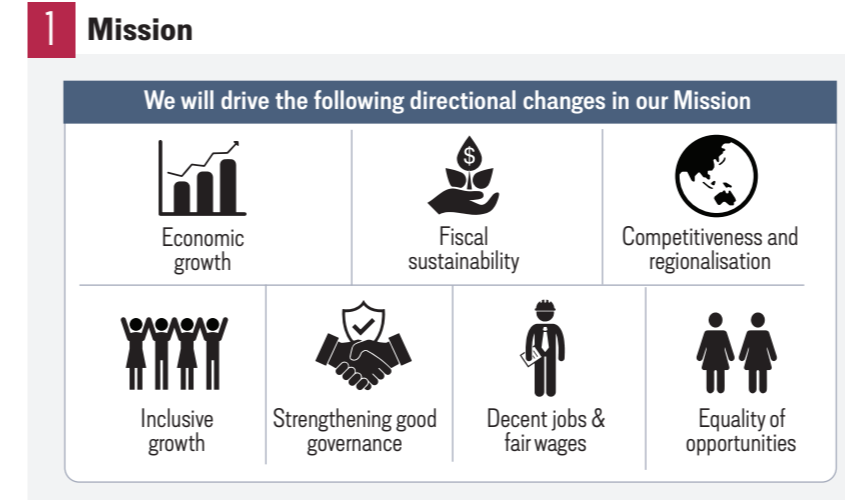 1 Mission
We will drive the following directional changes in our Mission
$
Economic
growth
Fiscal
sustainability
Competitiveness and
regionalisation
Inclusive
growth
Strengthening good
governance
Decent jobs &
fair wages
Equality of
opportunities